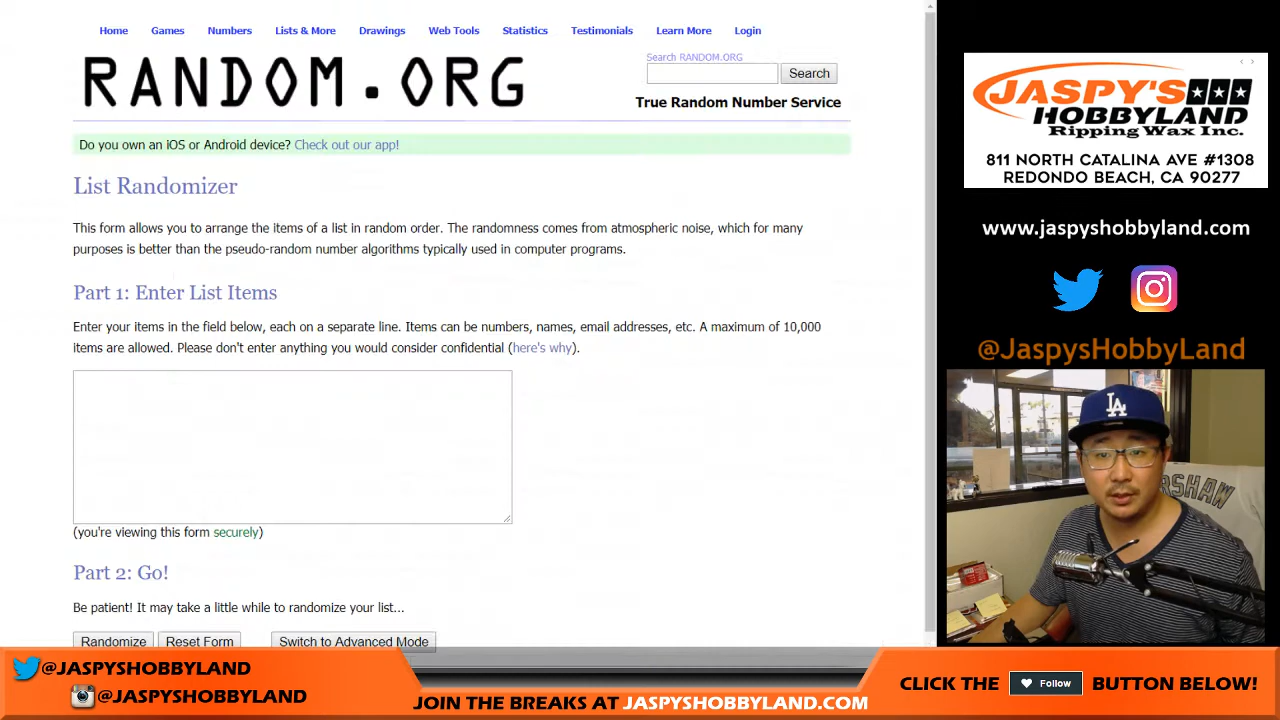 Home Games Numbers Lists & More Drawings Web Tools Statistics Testimonials Learn More Login
RANDOM.ORG
Search RANDOM.ORG
Search
True Random Number Service
Do you own an iOS or Android device? Check out our app!
List Randomizer
This form allows you to arrange the items of a list in random order. The randomness comes from atmospheric noise, which for many
purposes is better than the pseudo-random number algorithms typically used in computer programs.
Part 1: Enter List Items
Enter your items in the field below, each on a separate line. Items can be numbers, names, email addresses, etc. A maximum of 10,000
items are allowed. Please don't enter anything you would consider confidential (here's why).
(you're viewing this form securely)
Part 2: Go!
Be patient! It may take a little while to randomize your list...
Randomize Reset Form Switch to Advanced Mode
JASPY'S
HOBBYLAND
Ripping Wax Inc.
811 NORTH CATALINA AVE #1308
REDONDO BEACH, CA 90277
www.jaspyshobbyland.com
@JaspysHobbyLand
LA
ERSHAW
@JASPYSHOBBYLAND
@JASPYSHOBBYLAND
JOIN THE BREAKS AT JASPYSHOBBYLAND.COM
CLICK THE Follow BUTTON BELOW!